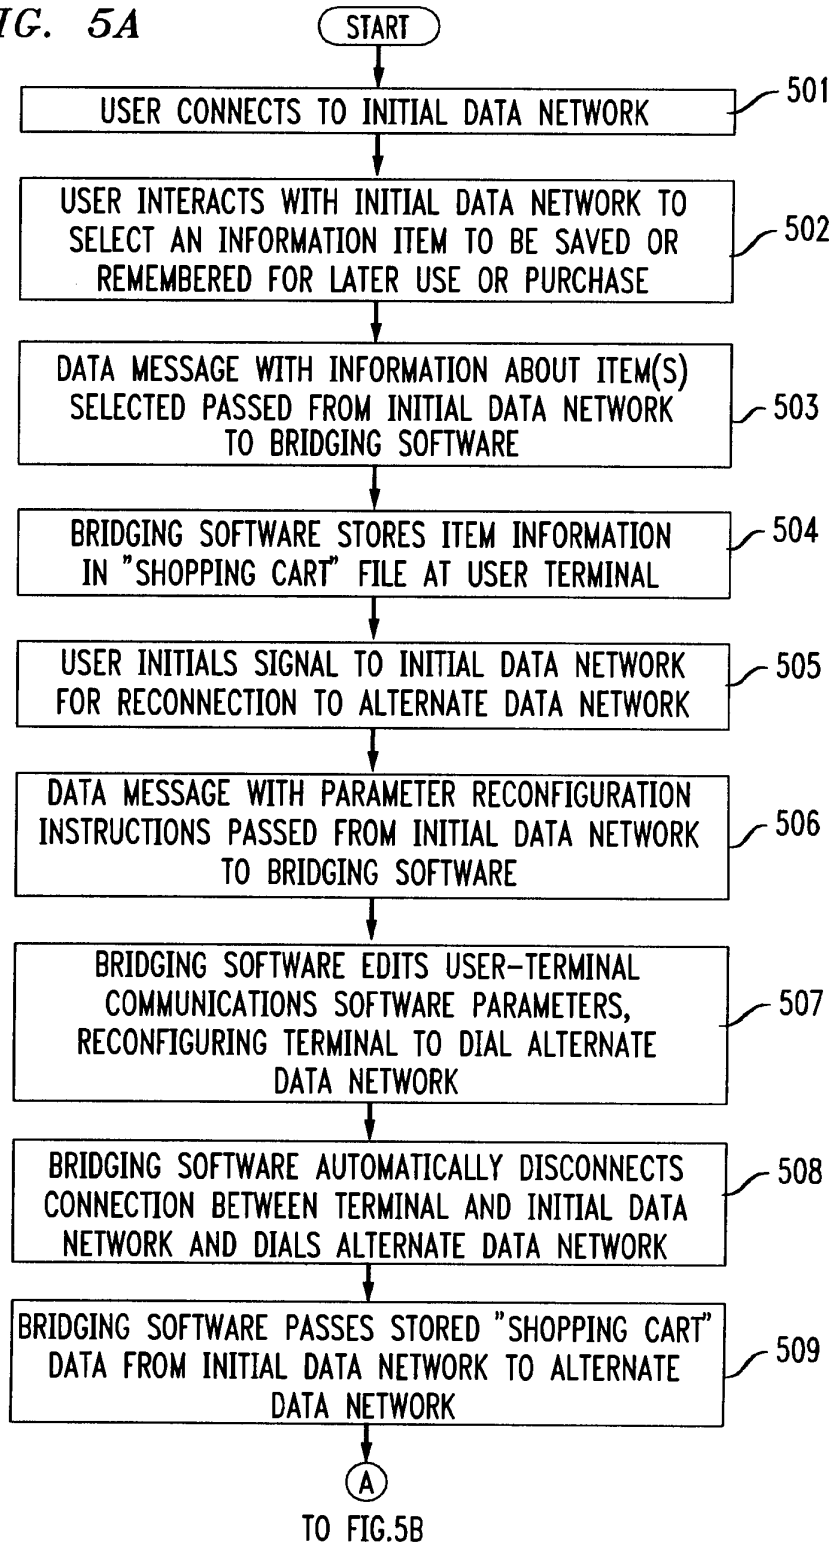 IG. 5A
START
USER CONNECTS TO INITIAL DATA NETWORK
501
USER INTERACTS WITH INITIAL DATA NETWORK TO
SELECT AN INFORMATION ITEM TO BE SAVED OR
REMEMBERED FOR LATER USE OR PURCHASE
502
DATA MESSAGE WITH INFORMATION ABOUT ITEM(S)
SELECTED PASSED FROM INITIAL DATA NETWORK
TO BRIDGING SOFTWARE
503
BRIDGING SOFTWARE STORES ITEM INFORMATION
IN "SHOPPING CART" FILE AT USER TERMINAL
504
USER INITIALS SIGNAL TO INITIAL DATA NETWORK
FOR RECONNECTION TO ALTERNATE DATA NETWORK
505
DATA MESSAGE WITH PARAMETER RECONFIGURATION
INSTRUCTIONS PASSED FROM INITIAL DATA NETWORK
TO BRIDGING SOFTWARE
506
BRIDGING SOFTWARE EDITS USER-TERMINAL
COMMUNICATIONS SOFTWARE PARAMETERS,
RECONFIGURING TERMINAL TO DIAL ALTERNATE
DATA NETWORK
507
BRIDGING SOFTWARE AUTOMATICALLY DISCONNECTS
CONNECTION BETWEEN TERMINAL AND INITIAL DATA
NETWORK AND DIALS ALTERNATE DATA NETWORK
508
BRIDGING SOFTWARE PASSES STORED "SHOPPING CART"
DATA FROM INITIAL DATA NETWORK TO ALTERNATE
DATA NETWORK
509
A
TO FIG.5B